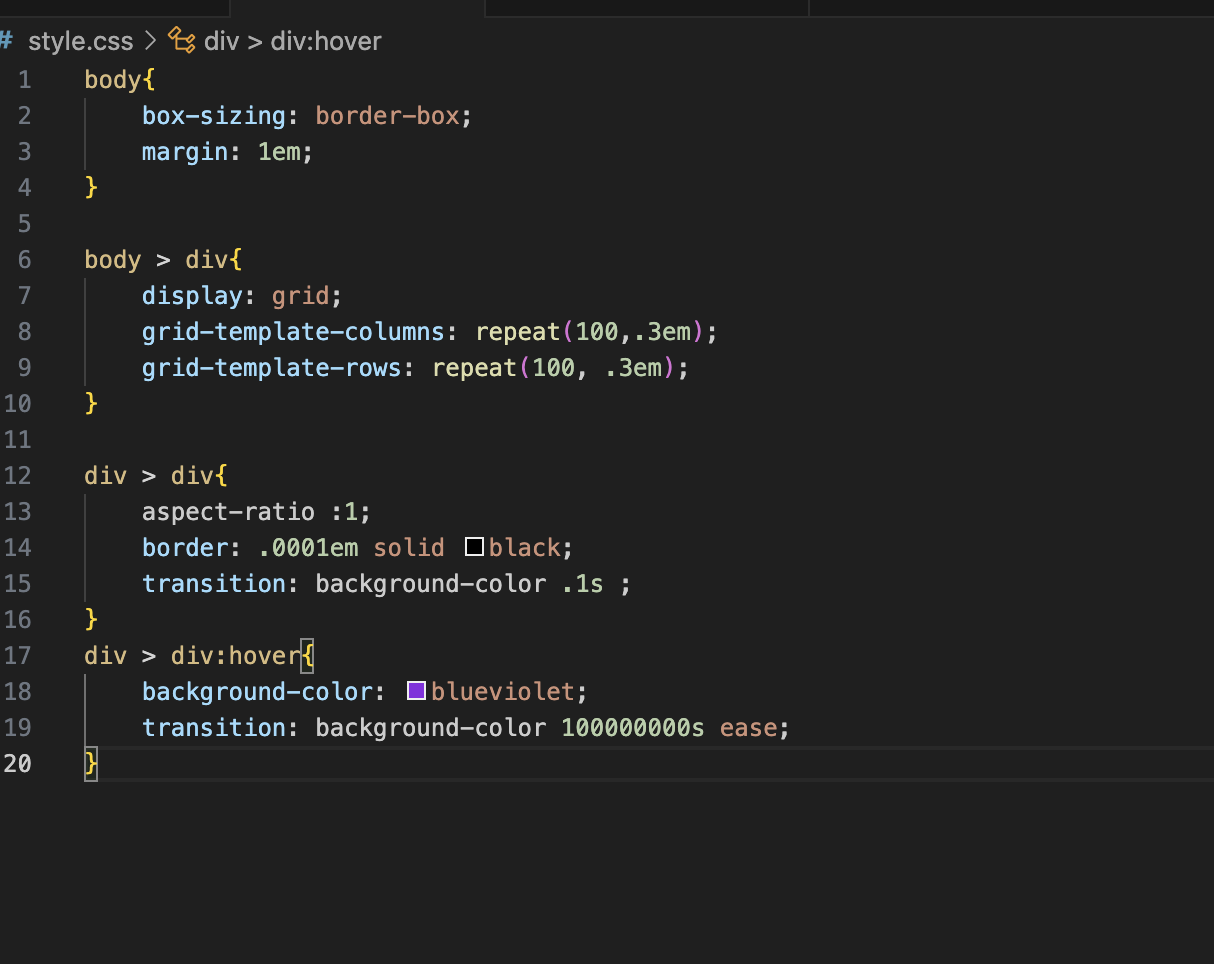 # style.css > div > div:hover
1 body{
2     box-sizing: border-box;
3     margin: 1em;
4 }
5
6 body > div{
7     display: grid;
8     grid-template-columns: repeat(100,.3em);
9     grid-template-rows: repeat(100, .3em);
10 }
11
12 div > div{
13     aspect-ratio :1;
14     border: .0001em solid black;
15     transition: background-color .1s ;
16 }
17 div > div:hover{
18     background-color: blueviolet;
19     transition: background-color 100000000s ease;
20 }